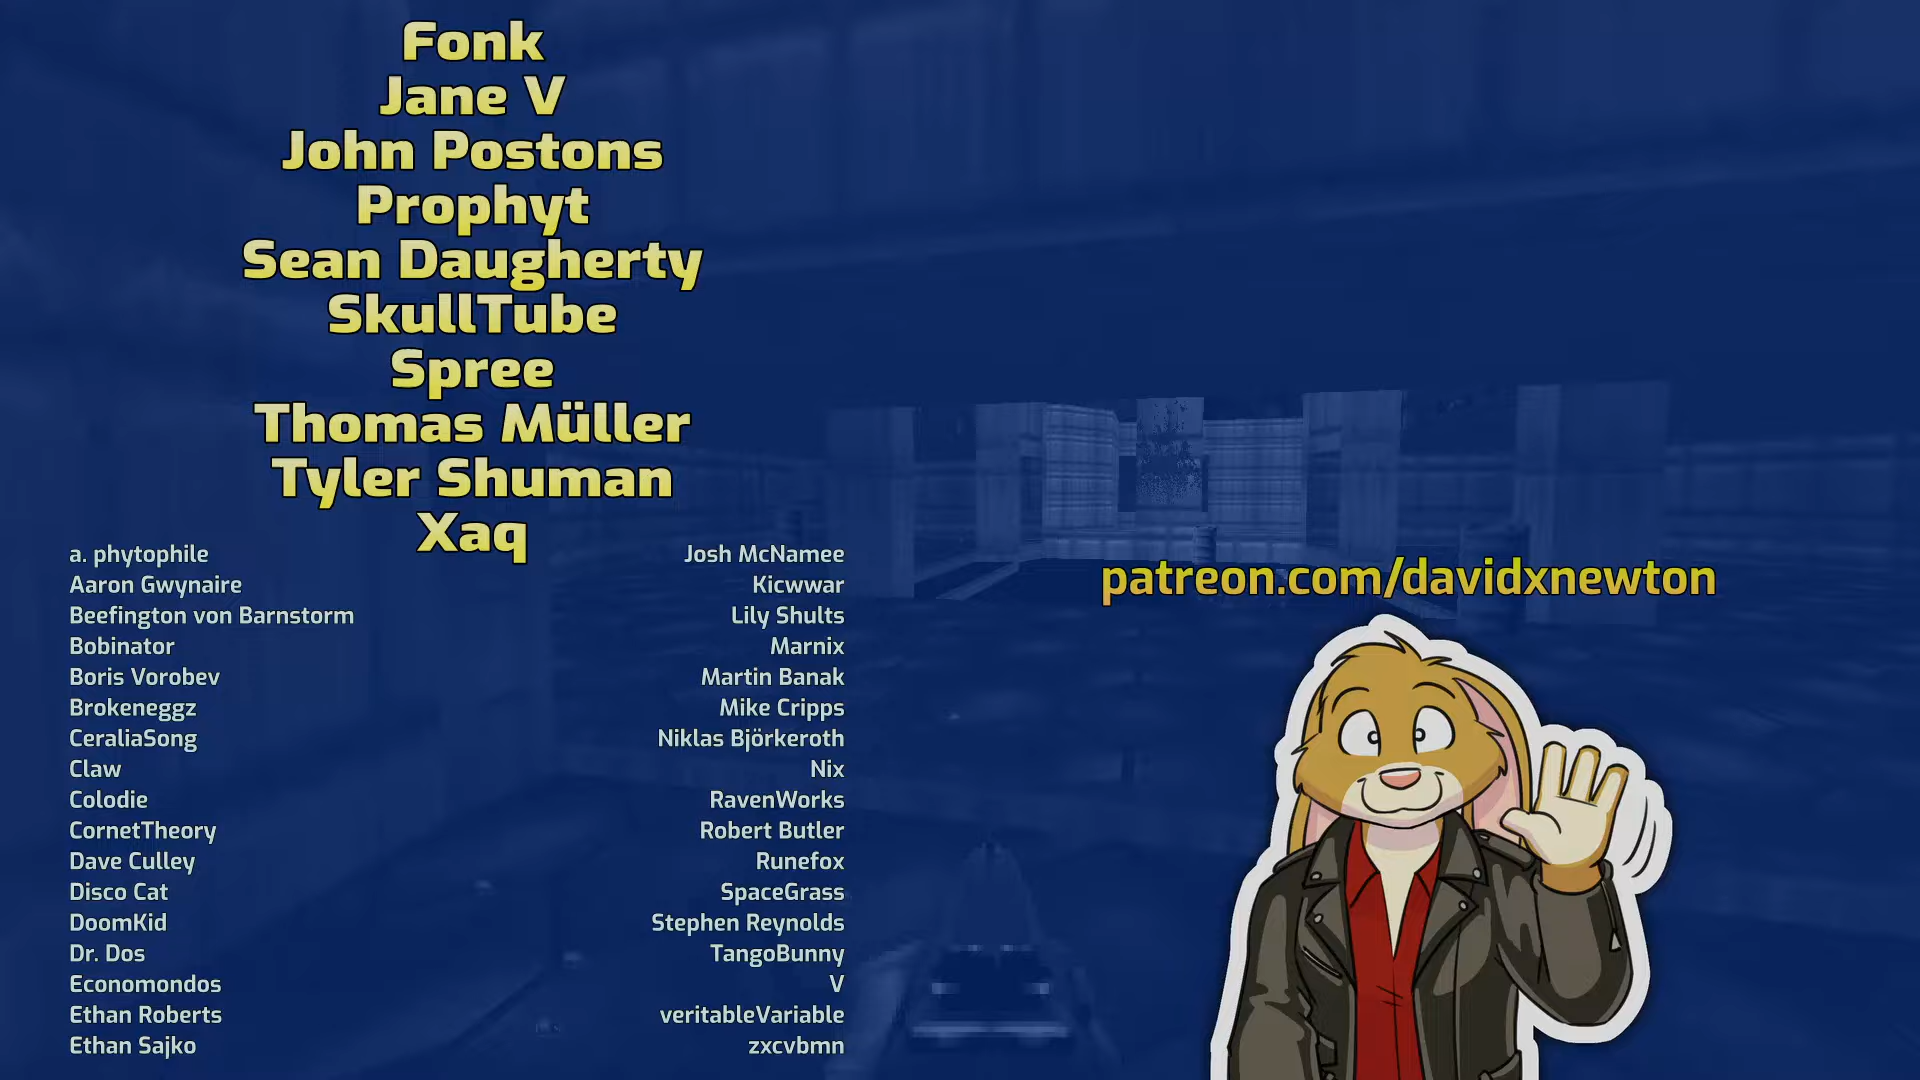 Fonk
Jane V
John Postons
Prophyt
Sean Daugherty
SkullTube
Spree
Thomas Müller
Tyler Shuman
Xaq
a. phytophile
Aaron Gwynaire
Beefington von Barnstorm
Bobinator
Boris Vorobev
Brokeneggz
CeraliaSong
Claw
Colodie
CornetTheory
Dave Culley
Disco Cat
DoomKid
Dr. Dos
Economondos
Ethan Roberts
Ethan Sajko
Josh McNamee
Kicwwar
Lily Shults
Marnix
Martin Banak
Mike Cripps
Niklas Björkeroth
Nix
RavenWorks
Robert Butler
Runefox
SpaceGrass
Stephen Reynolds
TangoBunny
V
veritableVariable
zxcvbmn
patreon.com/davidxnewton